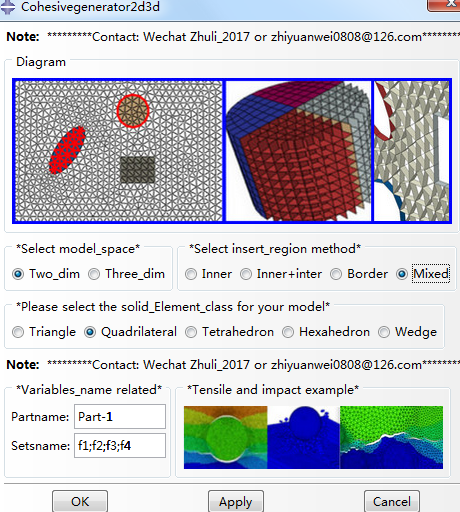 Cohesivegenerator2d3d
Note: *********Contact: Wechat Zhuli_2017 or zhiyuanwei0808@126.com********
Diagram
*Select model_space* *Select insert_region method*
Two_dim Three_dim Inner Inner+inter Border Mixed
*Please select the solid_Element_class for your model*
Triangle Quadrilateral Tetrahedron Hexahedron Wedge
Note: *********Contact: Wechat Zhuli_2017 or zhiyuanwei0808@126.com********
*Variables_name related* *Tensile and impact example*
Partname: Part-1
Setsname: f1;f2;f3;f4
OK Apply Cancel